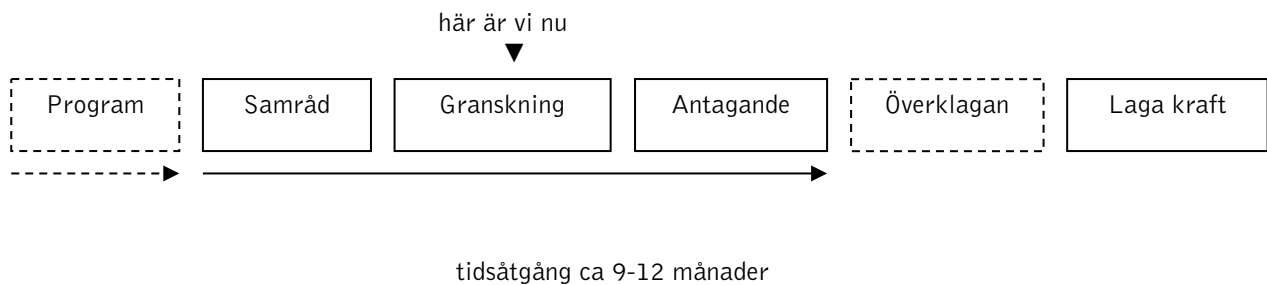 här är vi nu
Program Samråd Granskning Antagande Överklagan Laga kraft
tidsåtgång ca 9-12 månader